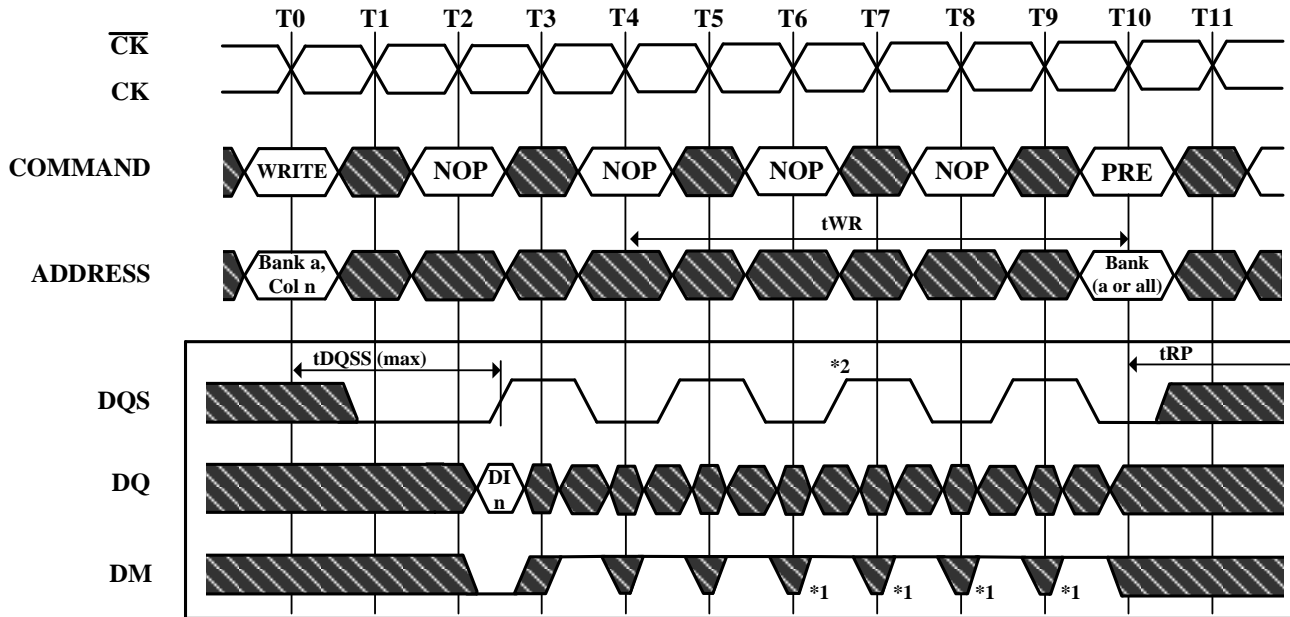 T0 T1 T2 T3 T4 T5 T6 T7 T8 T9 T10 T11
CK
CK
COMMAND WRITE NOP NOP NOP NOP PRE
tWR
ADDRESS Bank a, Col n Bank (a or all)
tDQSS (max) *2 tRP
DQS
DQ DI n
DM *1 *1 *1 *1